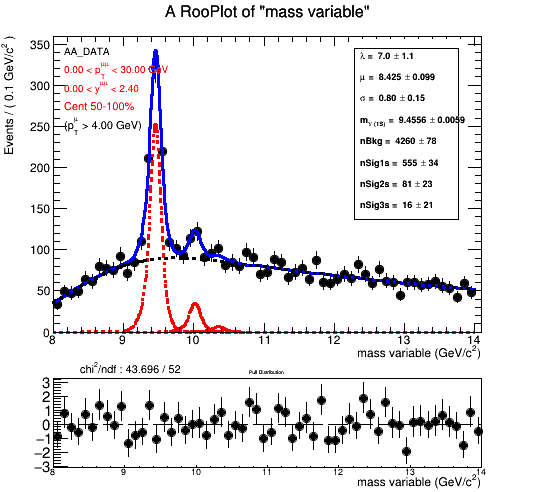 A RooPlot of "mass variable"
Events / ( 0.1 GeV/c² )
350
300
250
200
150
100
50
0
AA_DATA
0.00 < p_T^μμ < 30.00 GeV
0.00 < y^μμ < 2.40
Cent 50-100%
(p_T^μ > 4.00 GeV)
λ = 7.0 ± 1.1
μ = 8.425 ± 0.099
σ = 0.80 ± 0.15
m_Υ(1S) = 9.4556 ± 0.0059
nBkg = 4260 ± 78
nSig1s = 555 ± 34
nSig2s = 81 ± 23
nSig3s = 16 ± 21
8 9 10 11 12 13 14
mass variable (GeV/c²)
chi²/ndf : 43.696 / 52
Pull Distribution
3
2
1
0
−1
−2
−3
8 9 10 11 12 13 14
mass variable (GeV/c²)